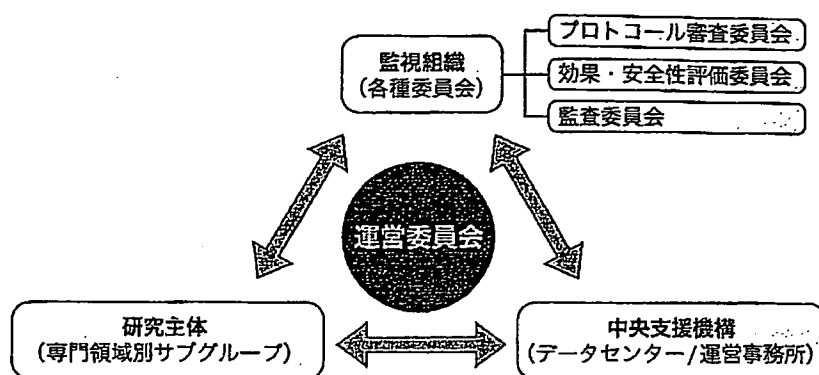 監視組織
(各種委員会)
プロトコール審査委員会
効果・安全性評価委員会
監査委員会
運営委員会
研究主体
(専門領域別サブグループ)
中央支援機構
(データセンター/運営事務所)